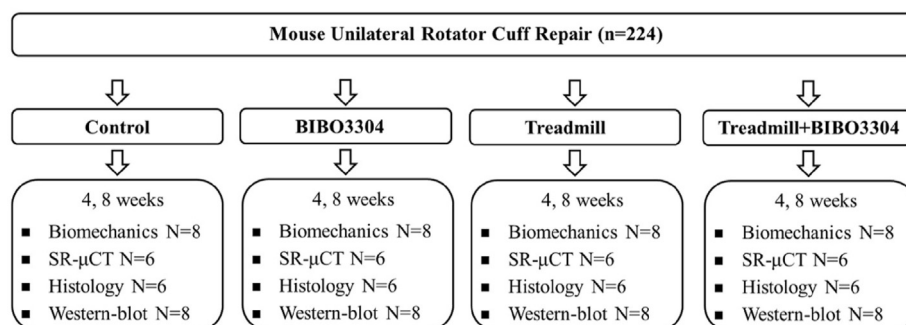 Mouse Unilateral Rotator Cuff Repair (n=224)
Control
BIBO3304
Treadmill
Treadmill+BIBO3304
4, 8 weeks
▪ Biomechanics N=8
▪ SR-μCT N=6
▪ Histology N=6
▪ Western-blot N=8
4, 8 weeks
▪ Biomechanics N=8
▪ SR-μCT N=6
▪ Histology N=6
▪ Western-blot N=8
4, 8 weeks
▪ Biomechanics N=8
▪ SR-μCT N=6
▪ Histology N=6
▪ Western-blot N=8
4, 8 weeks
▪ Biomechanics N=8
▪ SR-μCT N=6
▪ Histology N=6
▪ Western-blot N=8